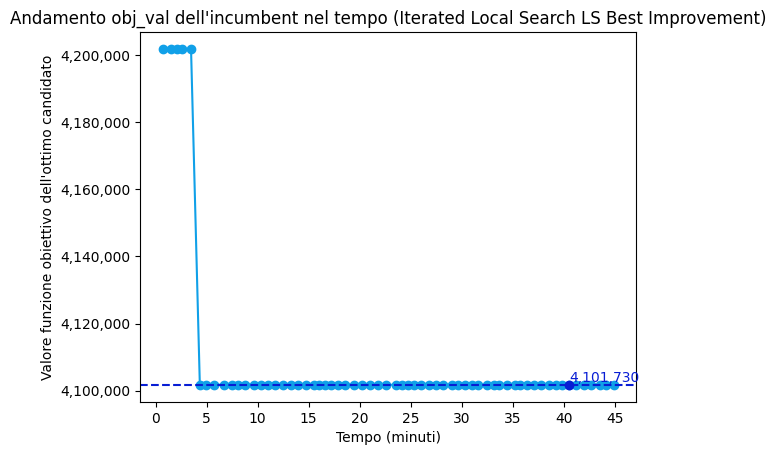 Andamento obj_val dell'incumbent nel tempo (Iterated Local Search LS Best Improvement)
Valore funzione obiettivo dell'ottimo candidato
4,200,000
4,180,000
4,160,000
4,140,000
4,120,000
4,100,000
4,101,730
0 5 10 15 20 25 30 35 40 45
Tempo (minuti)